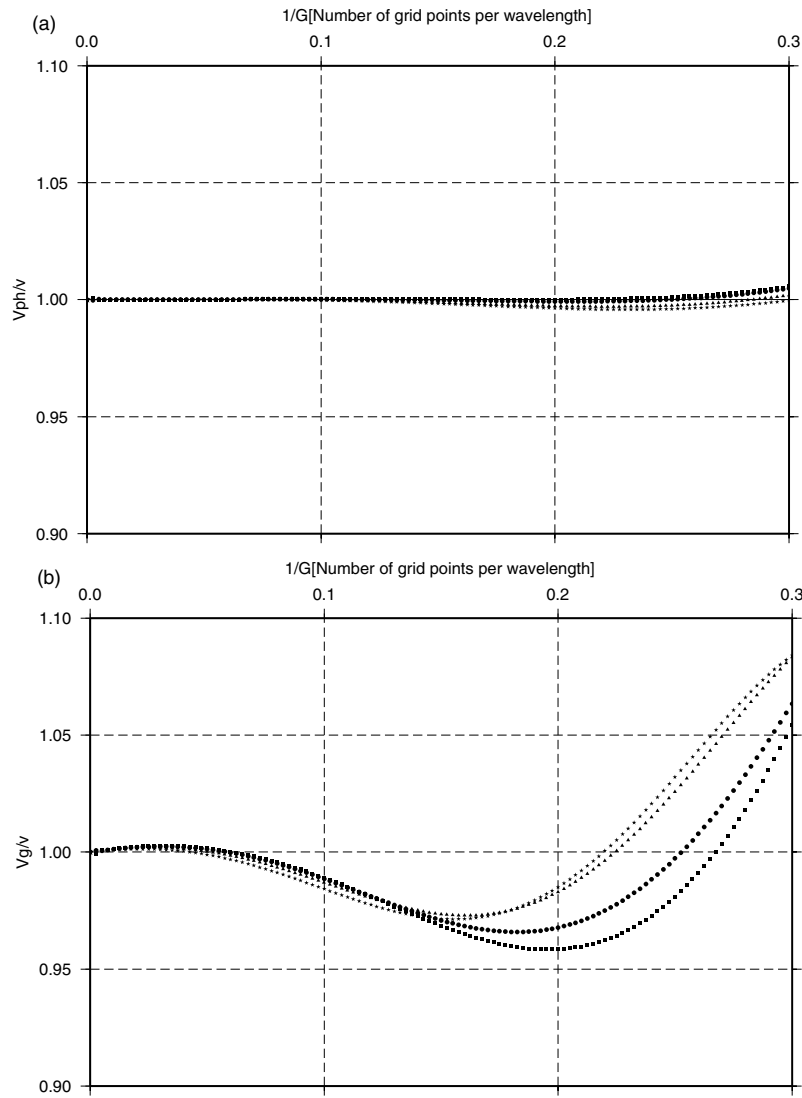 (a)
1/G[Number of grid points per wavelength]
0.0 0.1 0.2 0.3
1.10
1.05
1.00
0.95
0.90
Vph/v
(b)
1/G[Number of grid points per wavelength]
0.0 0.1 0.2 0.3
1.10
1.05
1.00
0.95
0.90
Vg/v